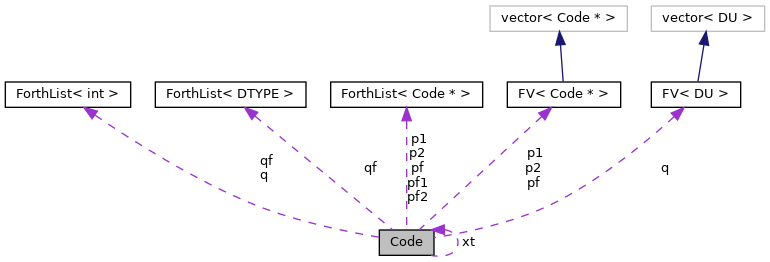 vector< Code * >
vector< DU >
ForthList< int >
ForthList< DTYPE >
ForthList< Code * >
FV< Code * >
FV< DU >
qf
q
qf
p1
p2
pf
pf1
pf2
p1
p2
pf
q
Code
xt